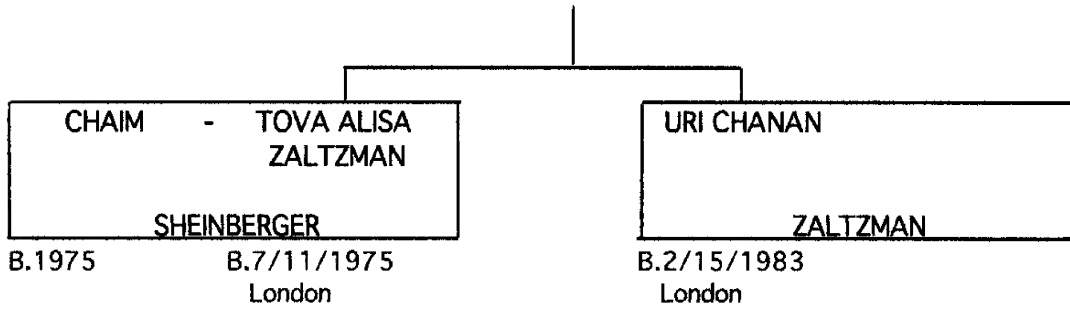 CHAIM - TOVA ALISA
ZALTZMAN
SHEINBERGER
B.1975 B.7/11/1975
London
URI CHANAN
ZALTZMAN
B.2/15/1983
London